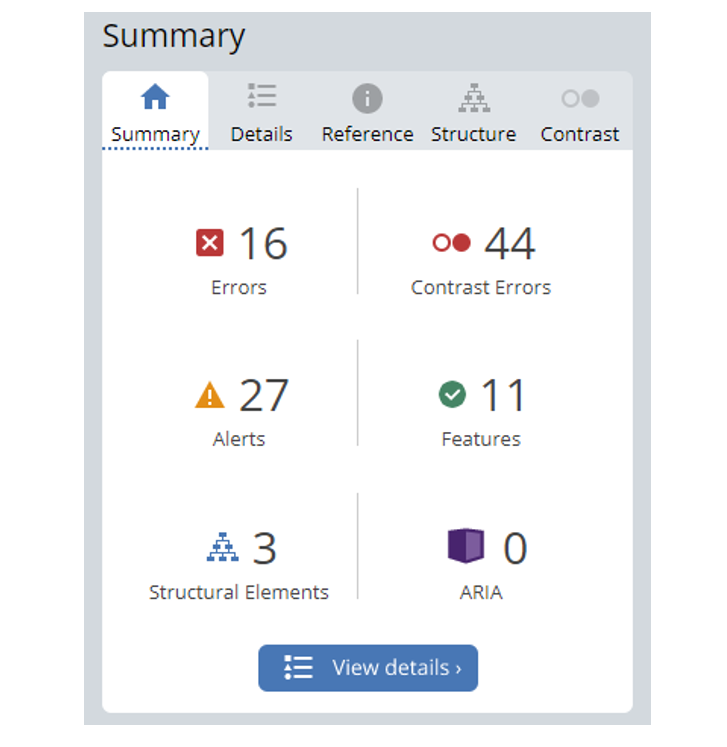 Summary
Summary Details Reference Structure Contrast
16 44
Errors Contrast Errors
27 11
Alerts Features
3 0
Structural Elements ARIA
View details ›